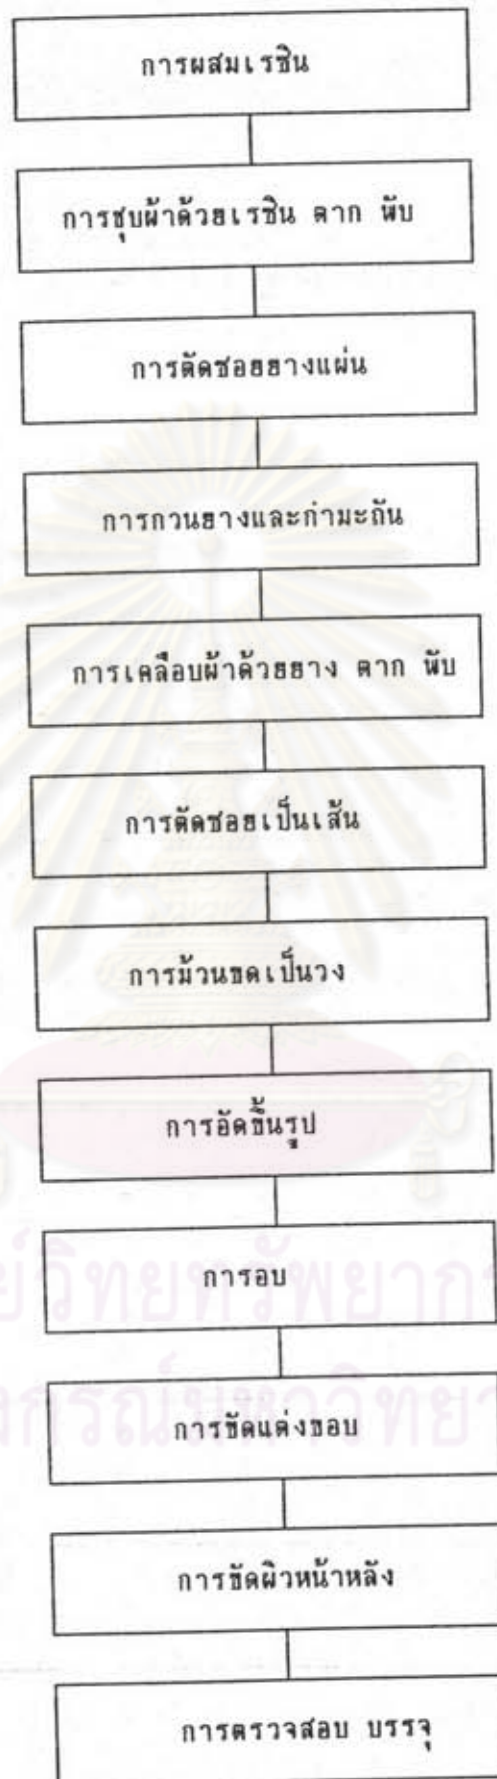 การผสมเรซิน
การชุบผ้าด้วยเรซิน ตาก พับ
การตัดซอยยางแผ่น
การกวนยางและกำมะถัน
การเคลือบผ้าด้วยยาง ตาก พับ
การตัดซอยเป็นเส้น
การม้วนขดเป็นวง
การอัดขึ้นรูป
การอบ
การขัดแต่งขอบ
การขัดผิวหน้าหลัง
การตรวจสอบ บรรจุ